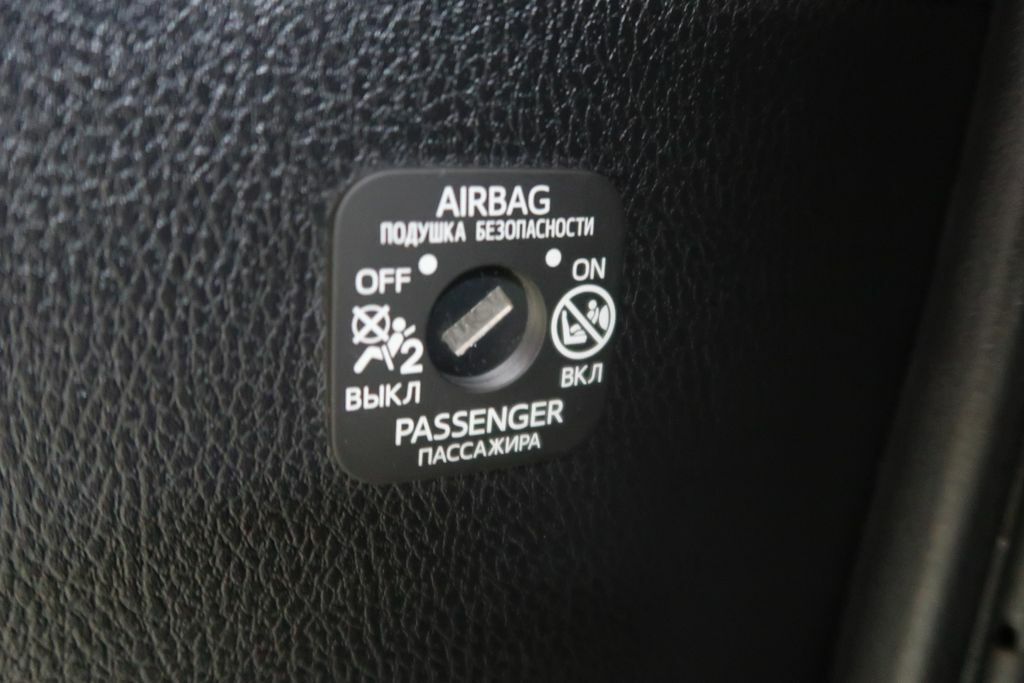 AIRBAG
ПОДУШКА БЕЗОПАСНОСТИ
OFF
ON
2
ВЫКЛ
ВКЛ
PASSENGER
ПАССАЖИРА